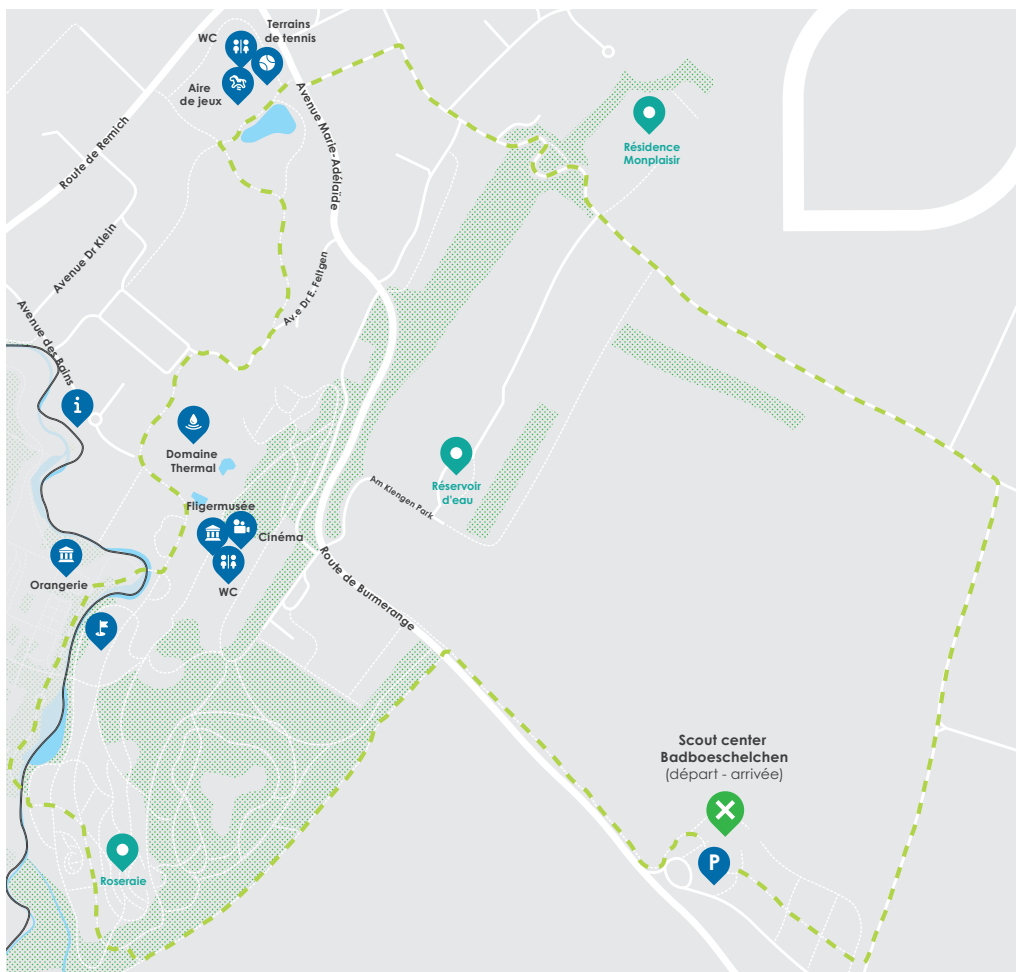 Terrains
de tennis
WC
Aire
de jeux
Route de Remich
Avenue Marie-Adélaïde
Résidence
Monplaisir
Avenue Dr Klein
Av.e Dr E. Feltgen
Avenue des Bains
i
Domaine
Thermal
Réservoir
d'eau
Am Klengen Park
Fligermusée
Cinéma
WC
Orangerie
Route de Burmerange
Scout center
Badboeschelchen
(départ - arrivée)
P
Roseraie